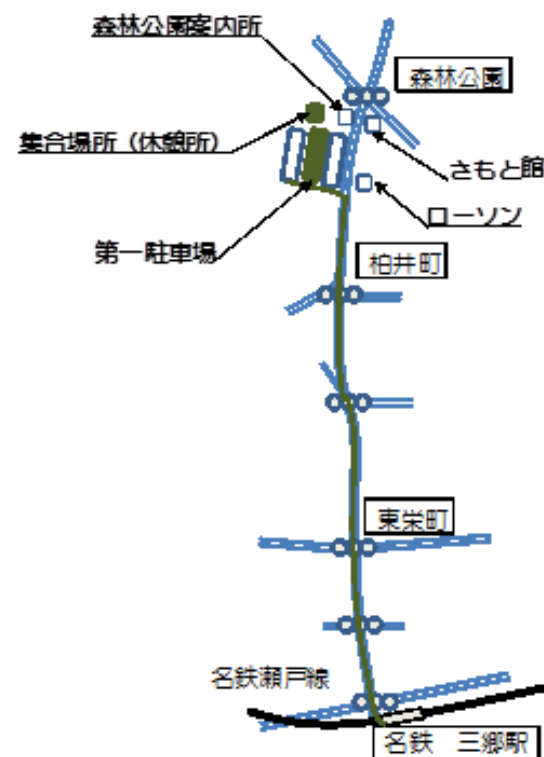 森林公園案内所
森林公園
集合場所（休憩所）
さもと館
ローソン
第一駐車場
柏井町
東栄町
名鉄瀬戸線
名鉄　三郷駅